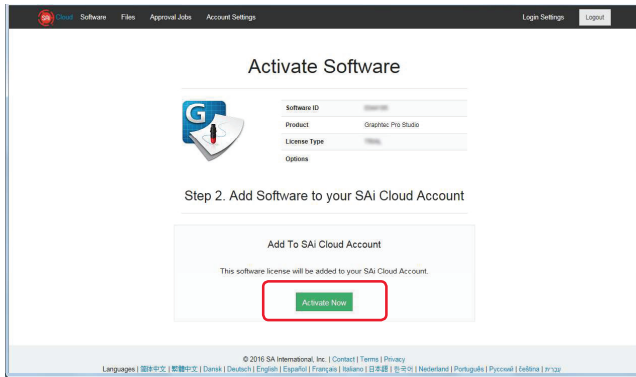 SAi Cloud Software Files Approval Jobs Account Settings Login Settings Logout
Activate Software
G
Software ID
Product Graphtec Pro Studio
License Type
Options
Step 2. Add Software to your SAi Cloud Account
Add To SAi Cloud Account
This software license will be added to your SAi Cloud Account.
Activate Now
© 2016 SA International, Inc. | Contact | Terms | Privacy
Languages | 简体中文 | 繁體中文 | Dansk | Deutsch | English | Español | Français | Italiano | 日本語 | 한국어 | Nederland | Português | Русский | čeština | עברית